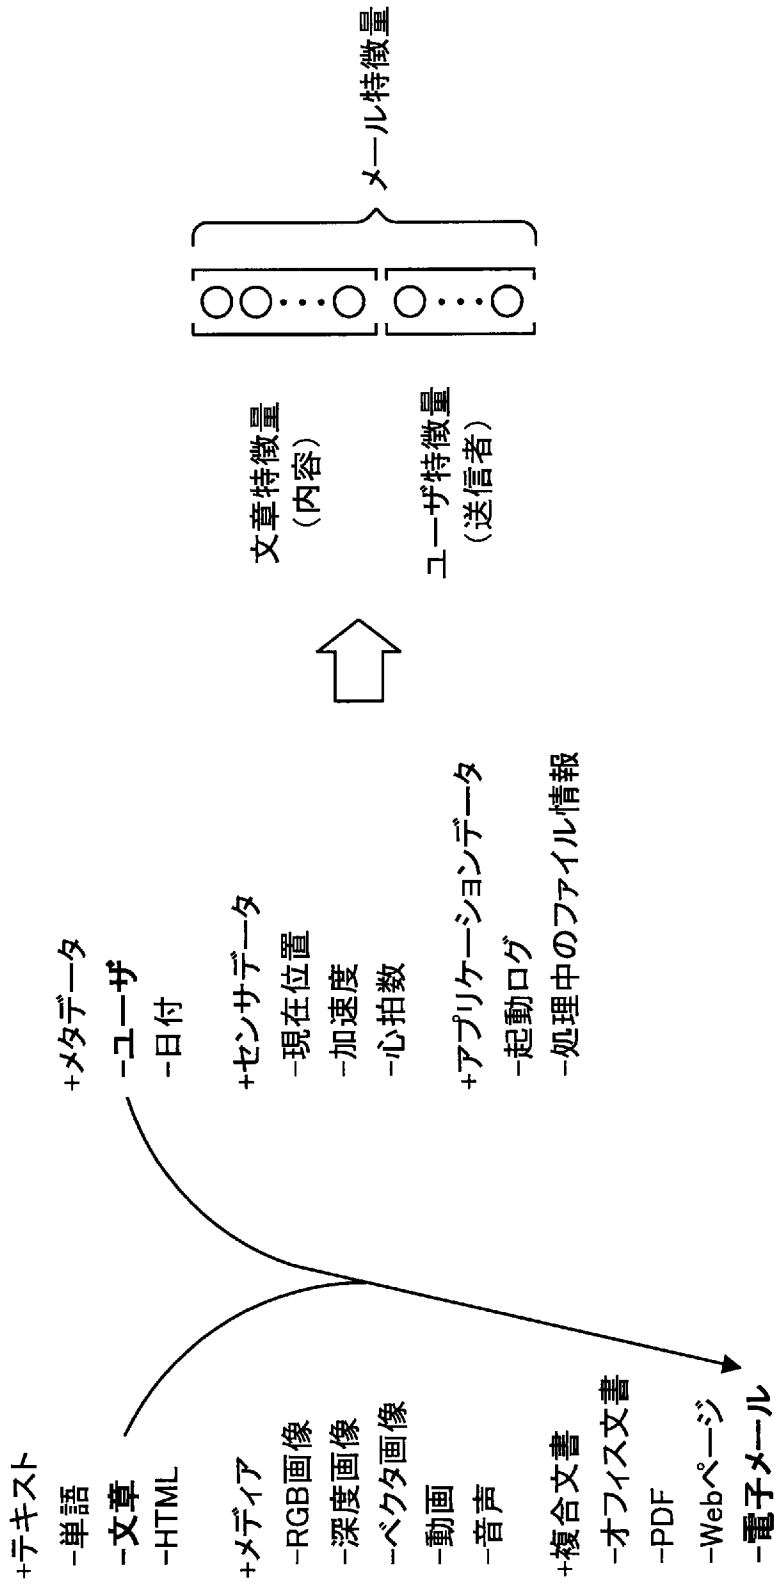 +テキスト
-単語
-文章
-HTML
+メディア
-RGB画像
-深度画像
-ベクタ画像
-動画
-音声
+複合文書
-オフィス文書
-PDF
-Webページ
-電子メール
+メタデータ
-ユーザ
-日付
+センサデータ
-現在位置
-加速度
-心拍数
+アプリケーションデータ
-起動ログ
-処理中のファイル情報
文章特徴量
(内容)
ユーザ特徴量
(送信者)
メール特徴量